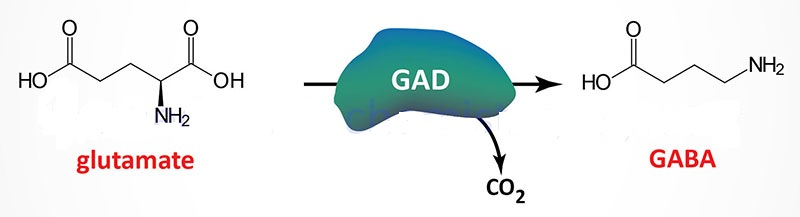 O
O
HO
OH
NH2
glutamate
GAD
CO2
O
HO
NH2
GABA